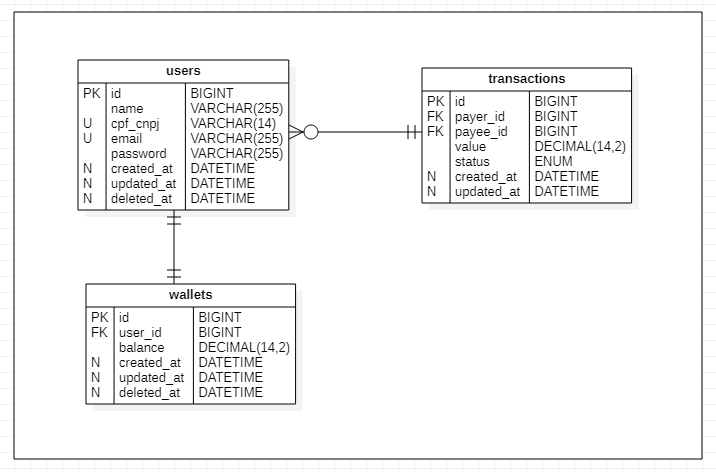 users
PK id BIGINT
name VARCHAR(255)
U cpf_cnpj VARCHAR(14)
U email VARCHAR(255)
password VARCHAR(255)
N created_at DATETIME
N updated_at DATETIME
N deleted_at DATETIME
transactions
PK id BIGINT
FK payer_id BIGINT
FK payee_id BIGINT
value DECIMAL(14,2)
status ENUM
N created_at DATETIME
N updated_at DATETIME
wallets
PK id BIGINT
FK user_id BIGINT
balance DECIMAL(14,2)
N created_at DATETIME
N updated_at DATETIME
N deleted_at DATETIME